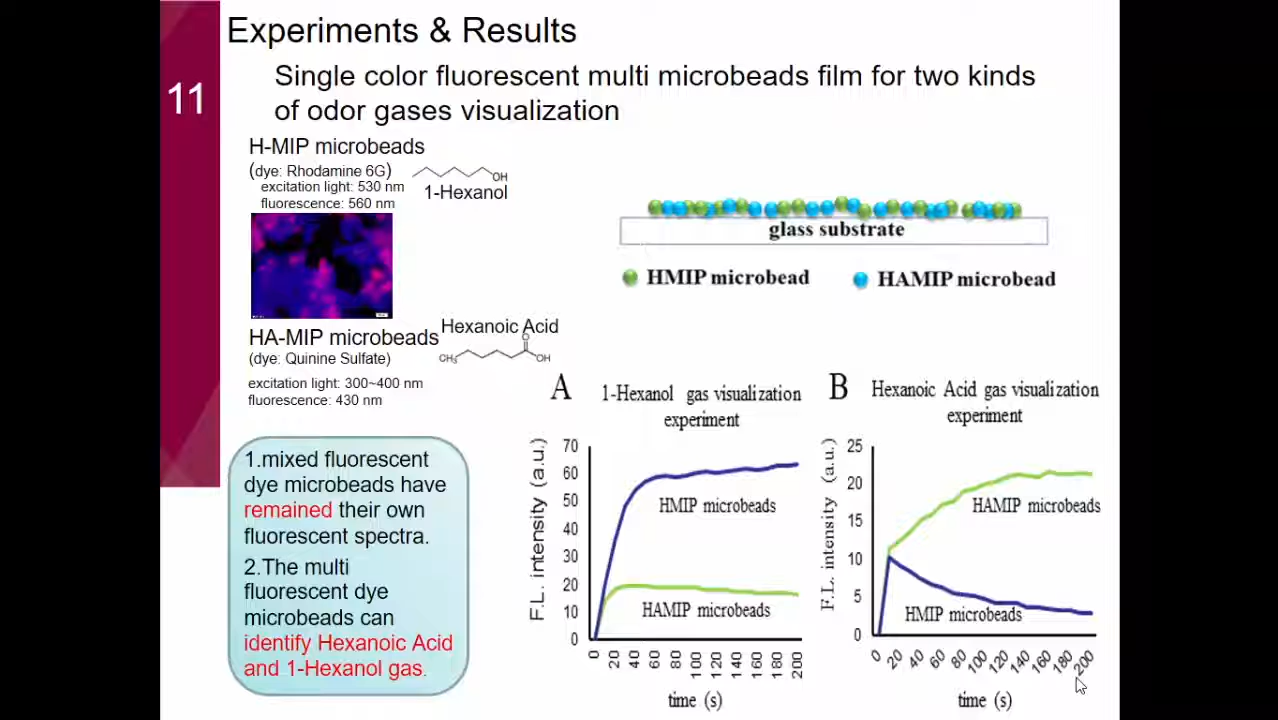 Experiments & Results
11
Single color fluorescent multi microbeads film for two kinds
of odor gases visualization
H-MIP microbeads
(dye: Rhodamine 6G)
excitation light: 530 nm
fluorescence: 560 nm
OH
1-Hexanol
glass substrate
HMIP microbead
HAMIP microbead
HA-MIP microbeads
(dye: Quinine Sulfate)
excitation light: 300~400 nm
fluorescence: 430 nm
Hexanoic Acid
O
CH3
OH
1.mixed fluorescent
dye microbeads have
remained their own
fluorescent spectra.
2.The multi
fluorescent dye
microbeads can
identify Hexanoic Acid
and 1-Hexanol gas.
A
1-Hexanol gas visualization
experiment
F.L. intensity (a.u.)
70
60
50
40
30
20
10
0
HMIP microbeads
HAMIP microbeads
0 20 40 60 80 100 120 140 160 180 200
time (s)
B
Hexanoic Acid gas visualization
experiment
F.L. intensity (a.u.)
25
20
15
10
5
0
HAMIP microbeads
HMIP microbeads
0 20 40 60 80 100 120 140 160 180 200
time (s)